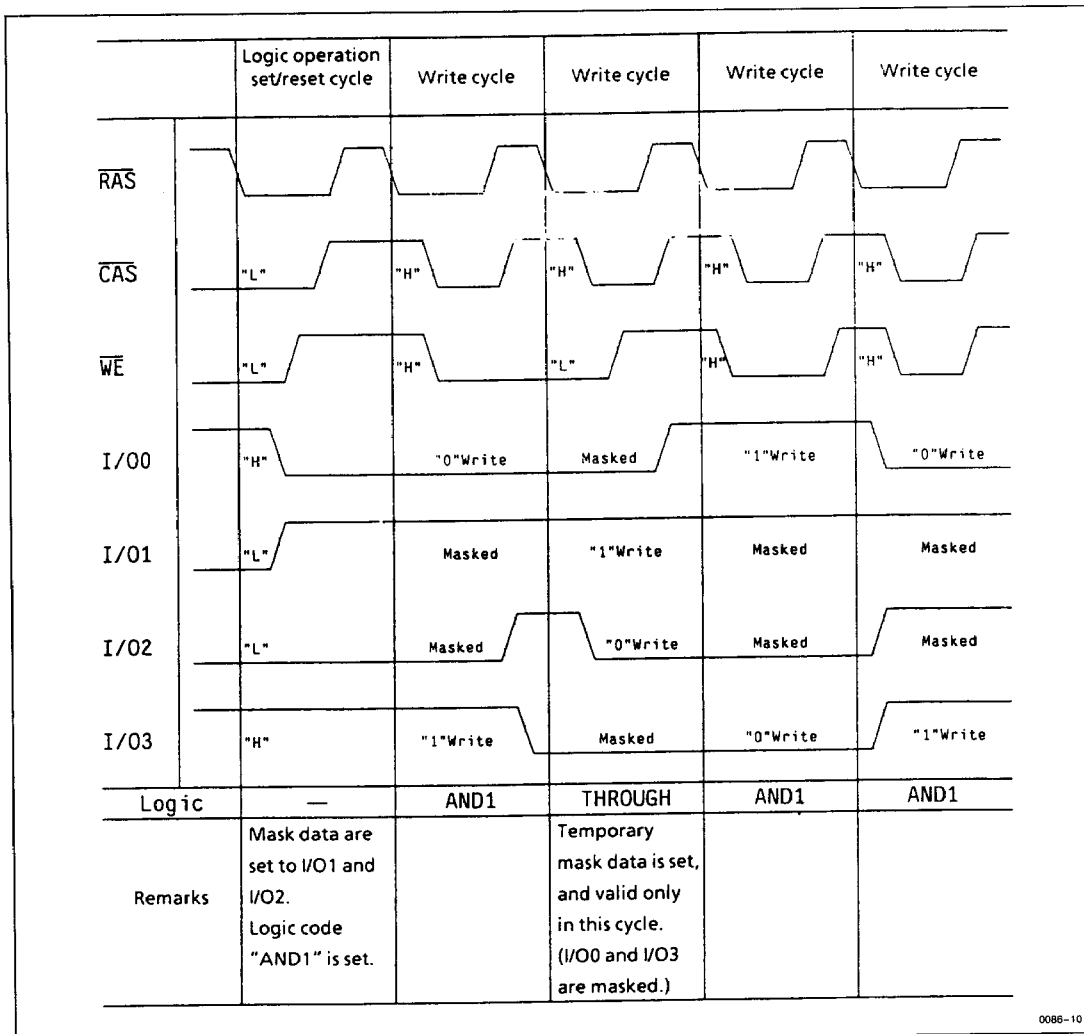 Logic operation
set/reset cycle
Write cycle
Write cycle
Write cycle
Write cycle
RAS
CAS
"L"
"H"
"H"
"H"
"H"
WE
"L"
"H"
"L"
"H"
"H"
I/O0
"H"
"0"Write
Masked
"1"Write
"0"Write
I/O1
"L"
Masked
"1"Write
Masked
Masked
I/O2
"L"
Masked
"0"Write
Masked
Masked
I/O3
"H"
"1"Write
Masked
"0"Write
"1"Write
Logic
—
AND1
THROUGH
AND1
AND1
Remarks
Mask data are
set to I/O1 and
I/O2.
Logic code
"AND1" is set.
Temporary
mask data is set,
and valid only
in this cycle.
(I/O0 and I/O3
are masked.)
0086-10